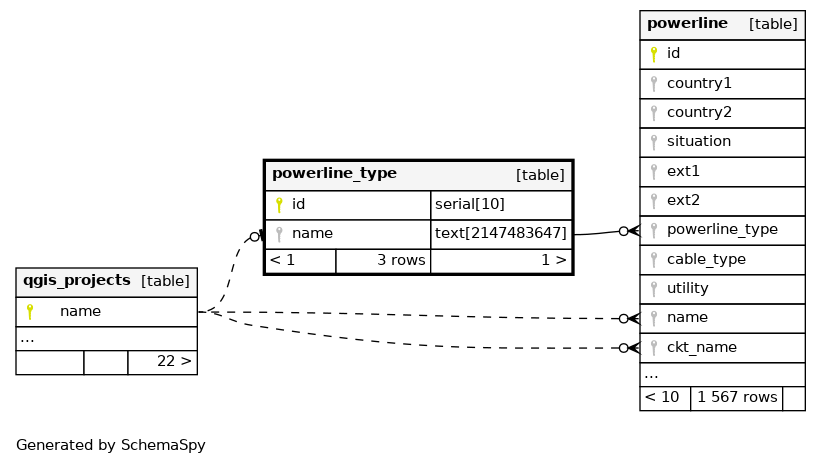 powerline [table]
id
country1
country2
situation
ext1
ext2
powerline_type
cable_type
utility
name
ckt_name
...
< 10 1 567 rows
powerline_type [table]
id serial[10]
name text[2147483647]
< 1 3 rows 1 >
qgis_projects [table]
name
...
22 >
Generated by SchemaSpy